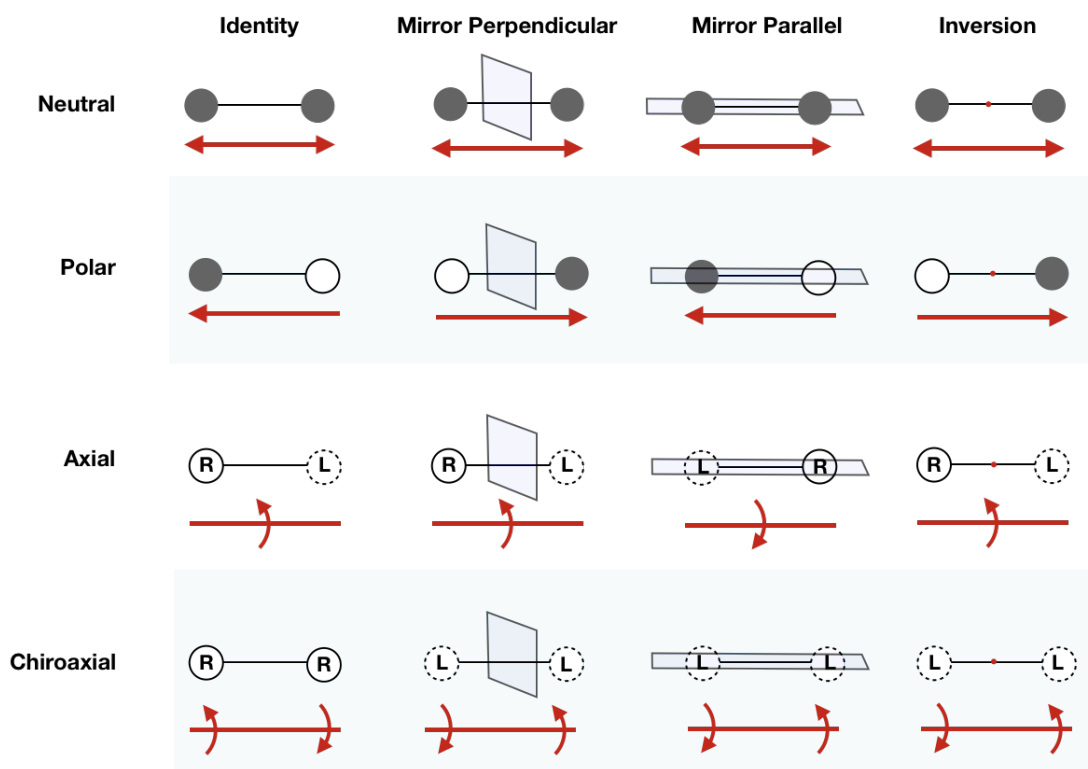 Identity Mirror Perpendicular Mirror Parallel Inversion
Neutral
Polar
Axial
R L R L L R R L
Chiroaxial
R R L L L L L L